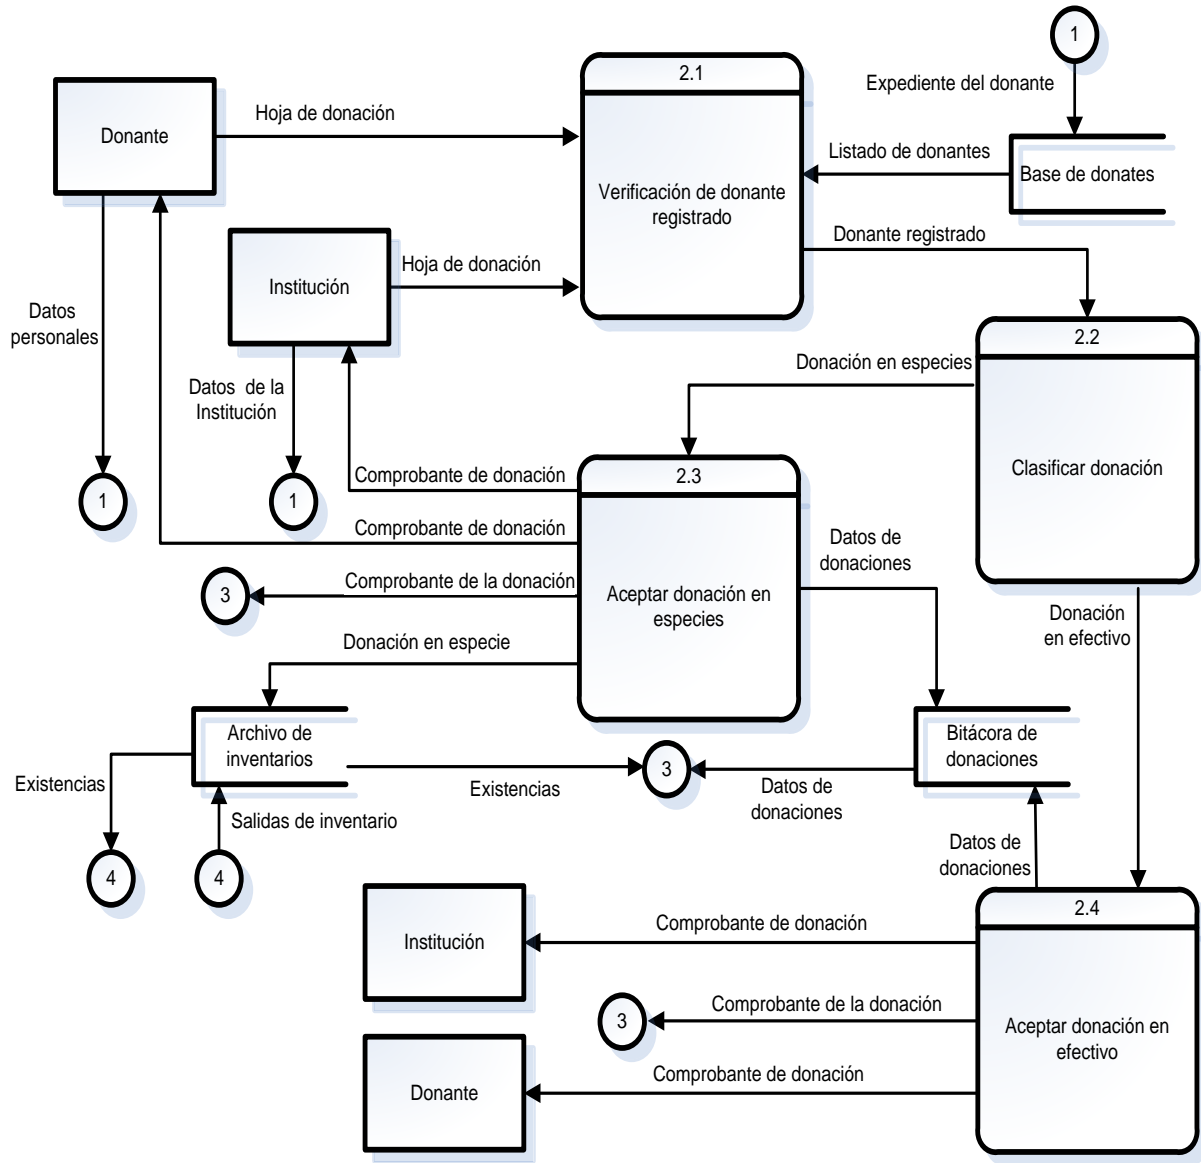 1
2.1
Expediente del donante
Hoja de donación
Donante
Listado de donantes
Base de donates
Verificación de donante
registrado
Donante registrado
Hoja de donación
Institución
Datos
personales
2.2
Donación en especies
Datos de la
Institución
Clasificar donación
Comprobante de donación
2.3
1
1
Comprobante de donación
Datos de
donaciones
Comprobante de la donación
3
Aceptar donación en
especies
Donación
en efectivo
Donación en especie
Archivo de
inventarios
Bitácora de
donaciones
3
Existencias
Existencias
Datos de
donaciones
Salidas de inventario
Datos de
donaciones
4
4
2.4
Comprobante de donación
Institución
Comprobante de la donación
3
Aceptar donación en
efectivo
Comprobante de donación
Donante